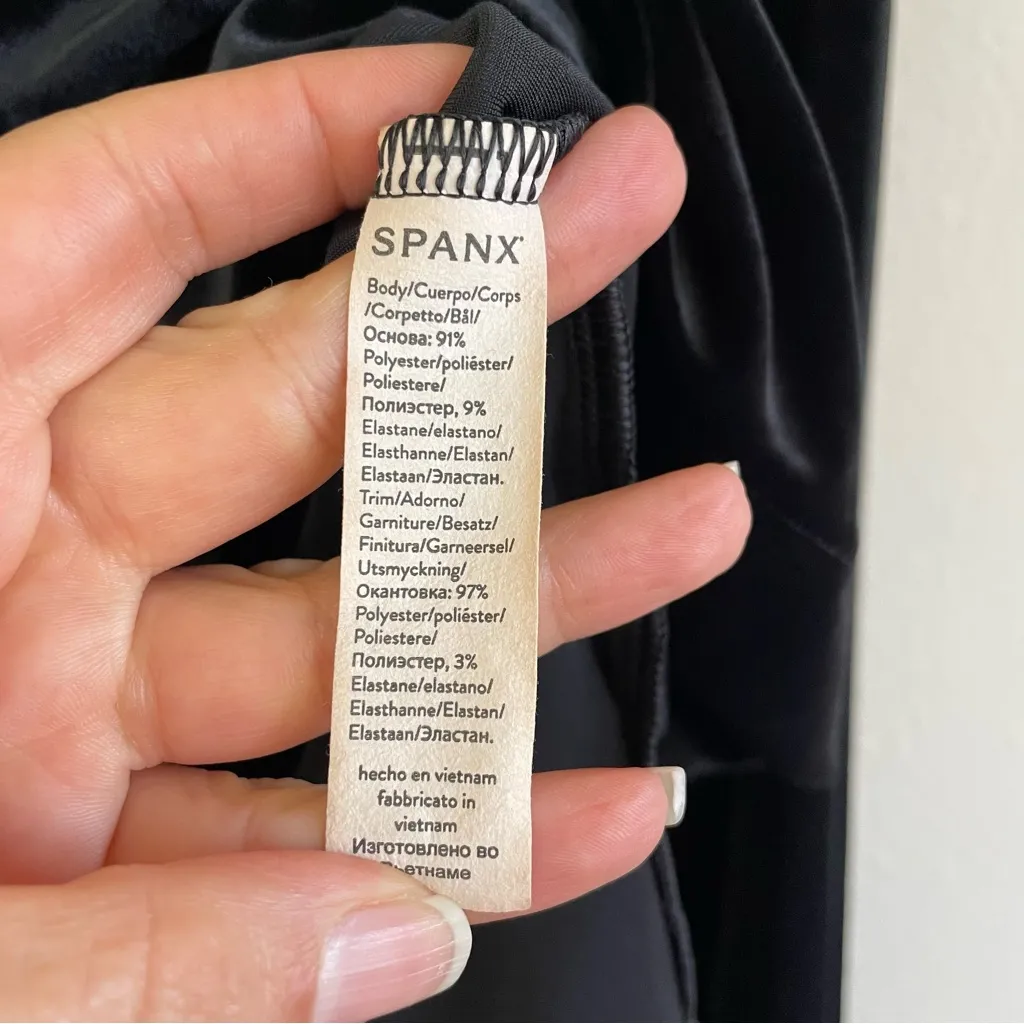 SPANX
Body/Cuerpo/Corps
/Corpetto/Bål/
Основа: 91%
Polyester/poliéster/
Poliestere/
Полиэстер, 9%
Elastane/elastano/
Elasthanne/Elastan/
Elastaan/Эластан.
Trim/Adorno/
Garniture/Besatz/
Finitura/Garneersel/
Utsmyckning/
Окантовка: 97%
Polyester/poliéster/
Poliestere/
Полиэстер, 3%
Elastane/elastano/
Elasthanne/Elastan/
Elastaan/Эластан.
hecho en vietnam
fabbricato in
vietnam
Изготовлено во
Вьетнаме